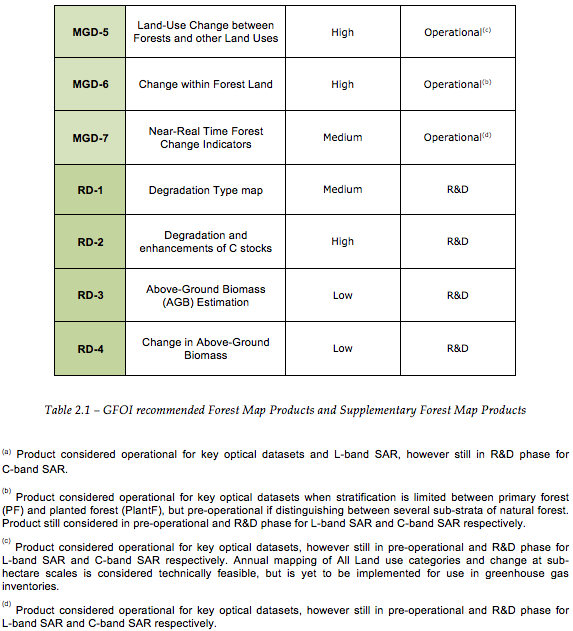 MGD-5 Land-Use Change between Forests and other Land Uses High Operational(c)
MGD-6 Change within Forest Land High Operational(b)
MGD-7 Near-Real Time Forest Change Indicators Medium Operational(d)
RD-1 Degradation Type map Medium R&D
RD-2 Degradation and enhancements of C stocks High R&D
RD-3 Above-Ground Biomass (AGB) Estimation Low R&D
RD-4 Change in Above-Ground Biomass Low R&D
Table 2.1 – GFOI recommended Forest Map Products and Supplementary Forest Map Products
(a) Product considered operational for key optical datasets and L-band SAR, however still in R&D phase for
C-band SAR.
(b) Product considered operational for key optical datasets when stratification is limited between primary forest
(PF) and planted forest (PlantF), but pre-operational if distinguishing between several sub-strata of natural forest.
Product still considered in pre-operational and R&D phase for L-band SAR and C-band SAR respectively.
(c) Product considered operational for key optical datasets, however still in pre-operational and R&D phase for
L-band SAR and C-band SAR respectively. Annual mapping of All Land use categories and change at sub-
hectare scales is considered technically feasible, but is yet to be implemented for use in greenhouse gas
inventories.
(d) Product considered operational for key optical datasets, however still in pre-operational and R&D phase for
L-band SAR and C-band SAR respectively.